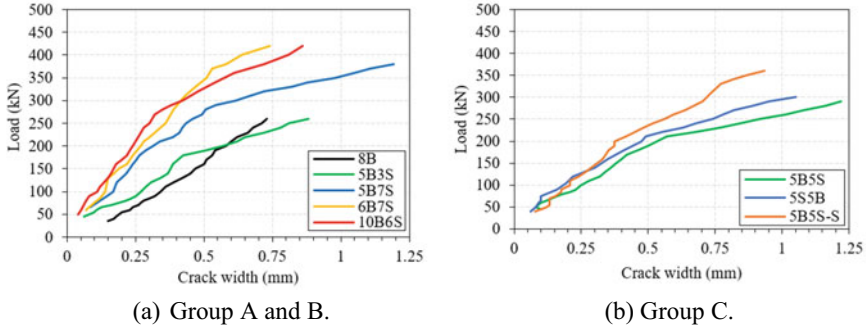 500
450
400
350
300
250
200
150
100
50
0
Load (kN)
0 0.25 0.5 0.75 1 1.25
Crack width (mm)
8B
5B3S
5B7S
6B7S
10B6S
(a) Group A and B.
500
450
400
350
300
250
200
150
100
50
0
Load (kN)
0 0.25 0.5 0.75 1 1.25
Crack width (mm)
5B5S
5S5B
5B5S-S
(b) Group C.